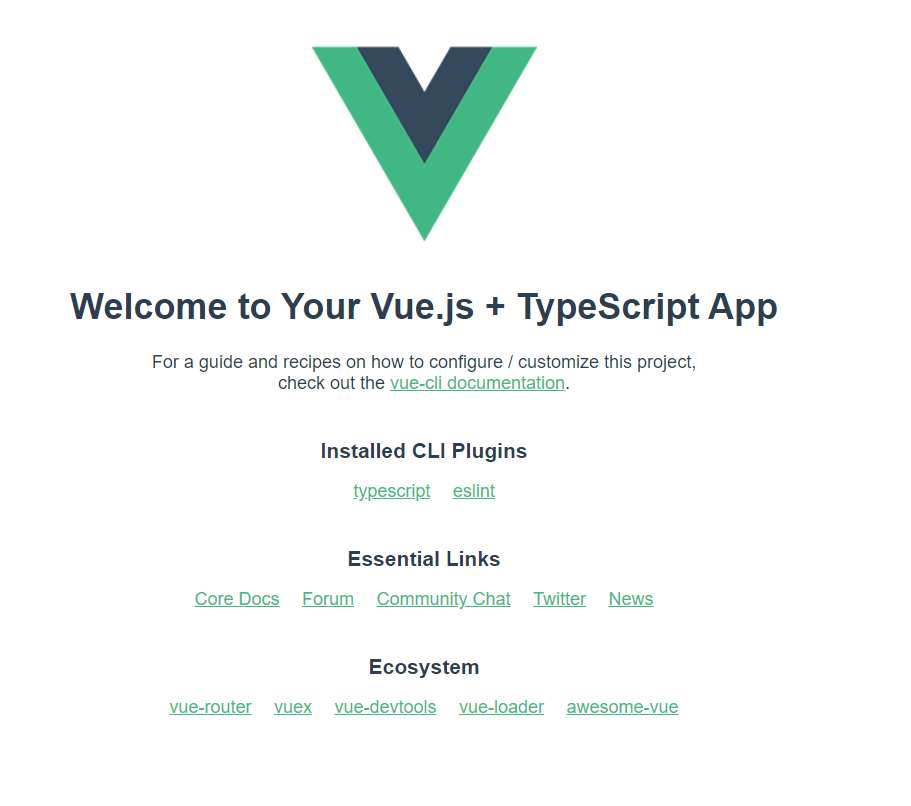 Welcome to Your Vue.js + TypeScript App
For a guide and recipes on how to configure / customize this project,
check out the vue-cli documentation.
Installed CLI Plugins
typescript eslint
Essential Links
Core Docs Forum Community Chat Twitter News
Ecosystem
vue-router vuex vue-devtools vue-loader awesome-vue